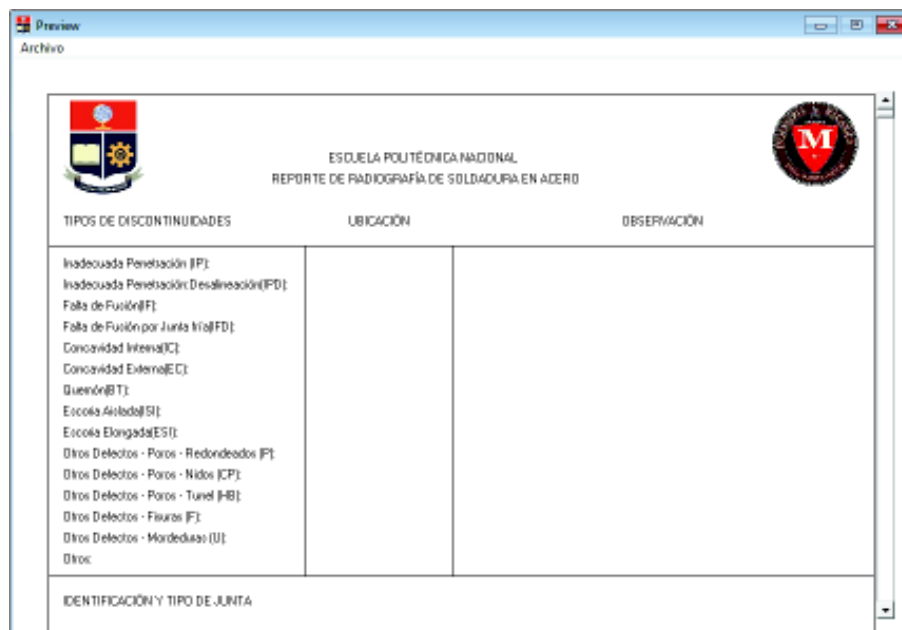 Preview
Archivo
ESCUELA POLITÉCNICA NACIONAL
REPORTE DE RADIOGRAFÍA DE SOLDADURA EN ACERO
M
TIPOS DE DISCONTINUIDADES UBICACIÓN OBSERVACIÓN
Inadecuada Penetración (IP):
Inadecuada Penetración: Desalineación(IPD):
Falta de Fusión(IF):
Falta de Fusión por Junta fría(IFD):
Concavidad Interna(IC):
Concavidad Externa(EC):
Quemón(BT):
Escoria Aislada(ISI):
Escoria Elongada(ESI):
Otros Defectos - Poros - Redondeados (P):
Otros Defectos - Poros - Nidos (CP):
Otros Defectos - Poros - Tunel (HB):
Otros Defectos - Fisuras (F):
Otros Defectos - Mordeduras (U):
Otros:
IDENTIFICACIÓN Y TIPO DE JUNTA